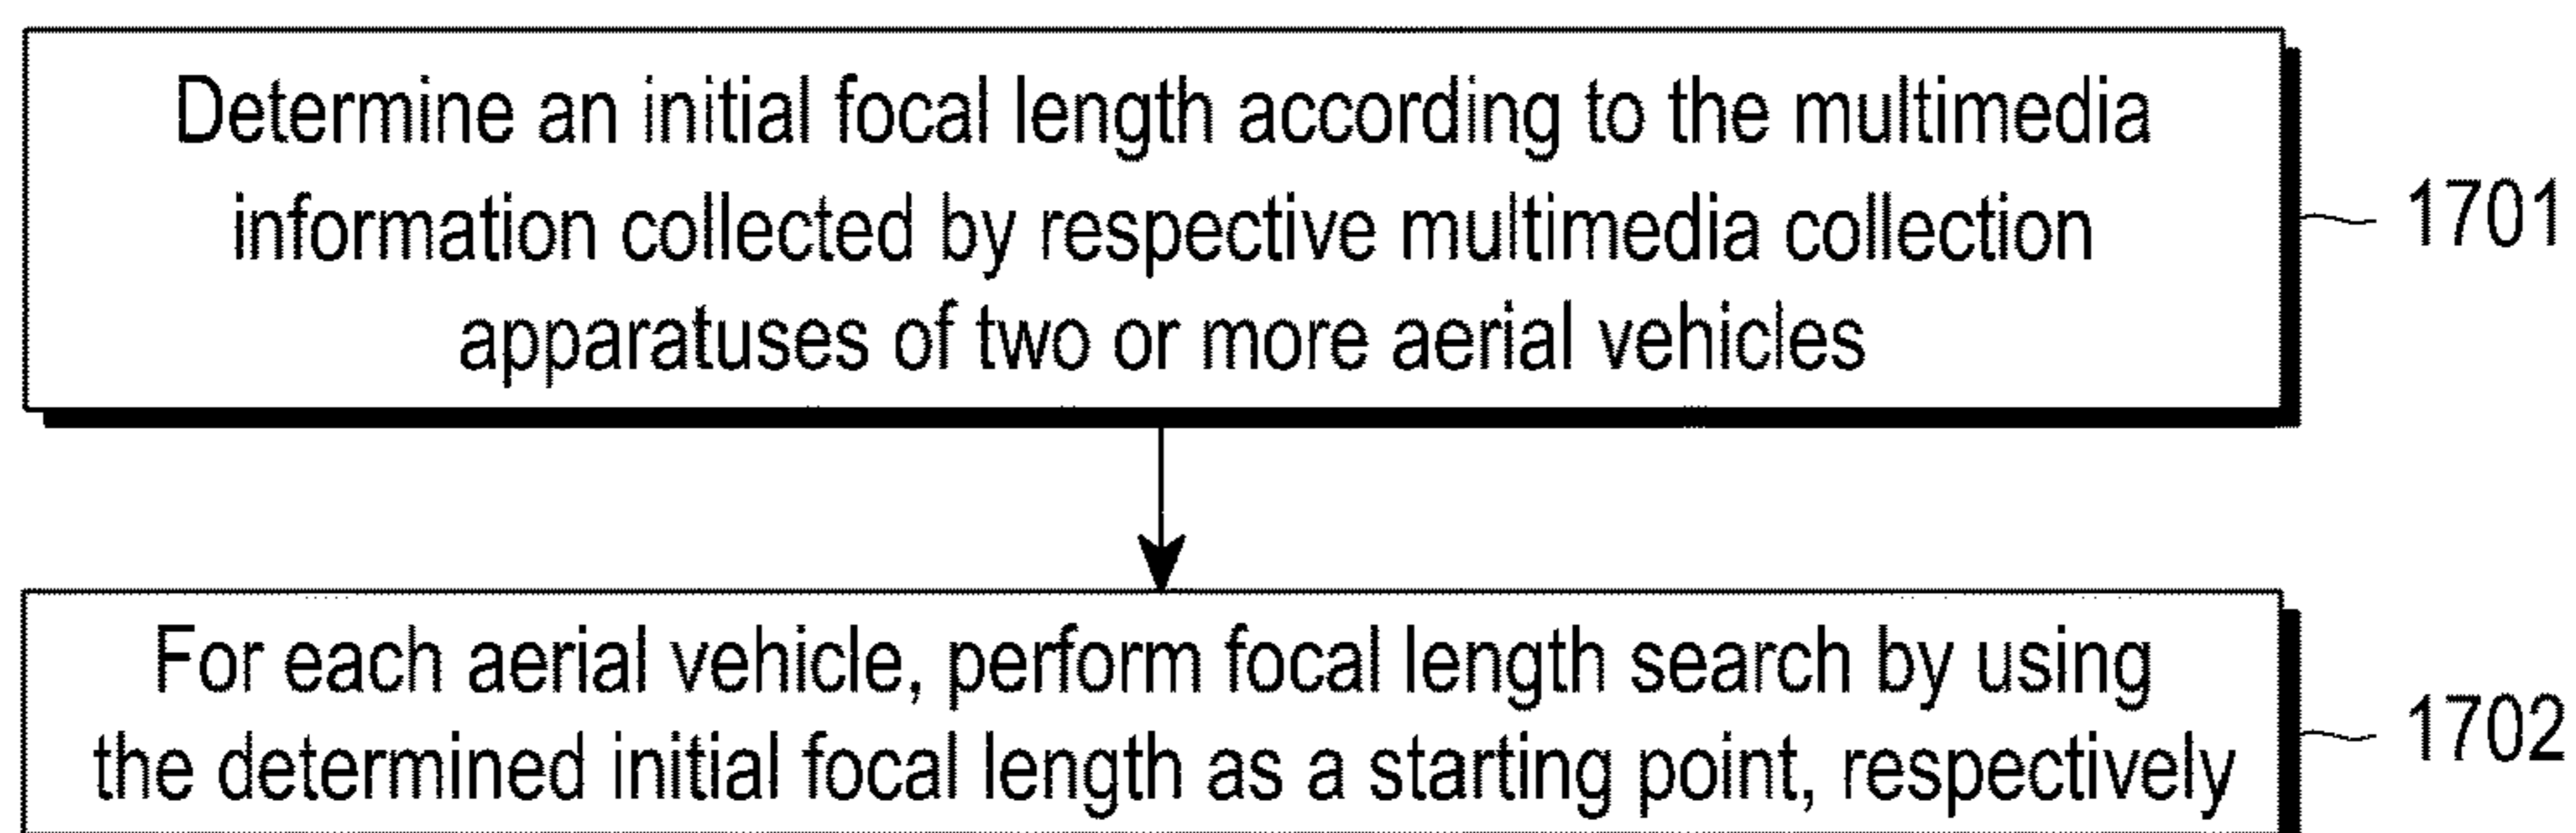 Determine an initial focal length according to the multimedia
information collected by respective multimedia collection
apparatuses of two or more aerial vehicles
1701
For each aerial vehicle, perform focal length search by using
the determined initial focal length as a starting point, respectively
1702